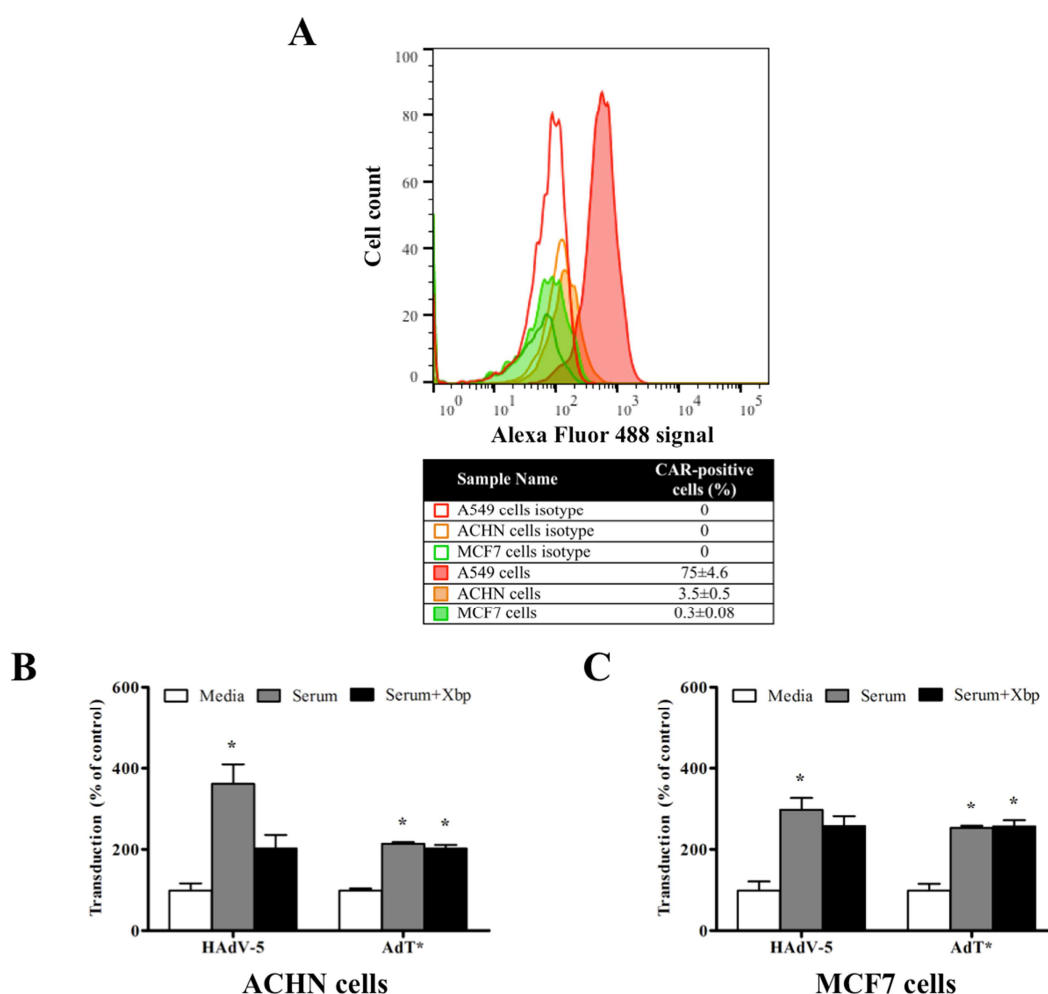 A
100
80
60
40
20
0
Cell count
10^0 10^1 10^2 10^3 10^4 10^5
Alexa Fluor 488 signal
Sample Name CAR-positive cells (%)
A549 cells isotype 0
ACHN cells isotype 0
MCF7 cells isotype 0
A549 cells 75±4.6
ACHN cells 3.5±0.5
MCF7 cells 0.3±0.08
B
Transduction (% of control)
600
400
200
0
Media Serum Serum+Xbp
*
* *
HAdV-5 AdT*
ACHN cells
C
Transduction (% of control)
600
400
200
0
Media Serum Serum+Xbp
*
* *
HAdV-5 AdT*
MCF7 cells